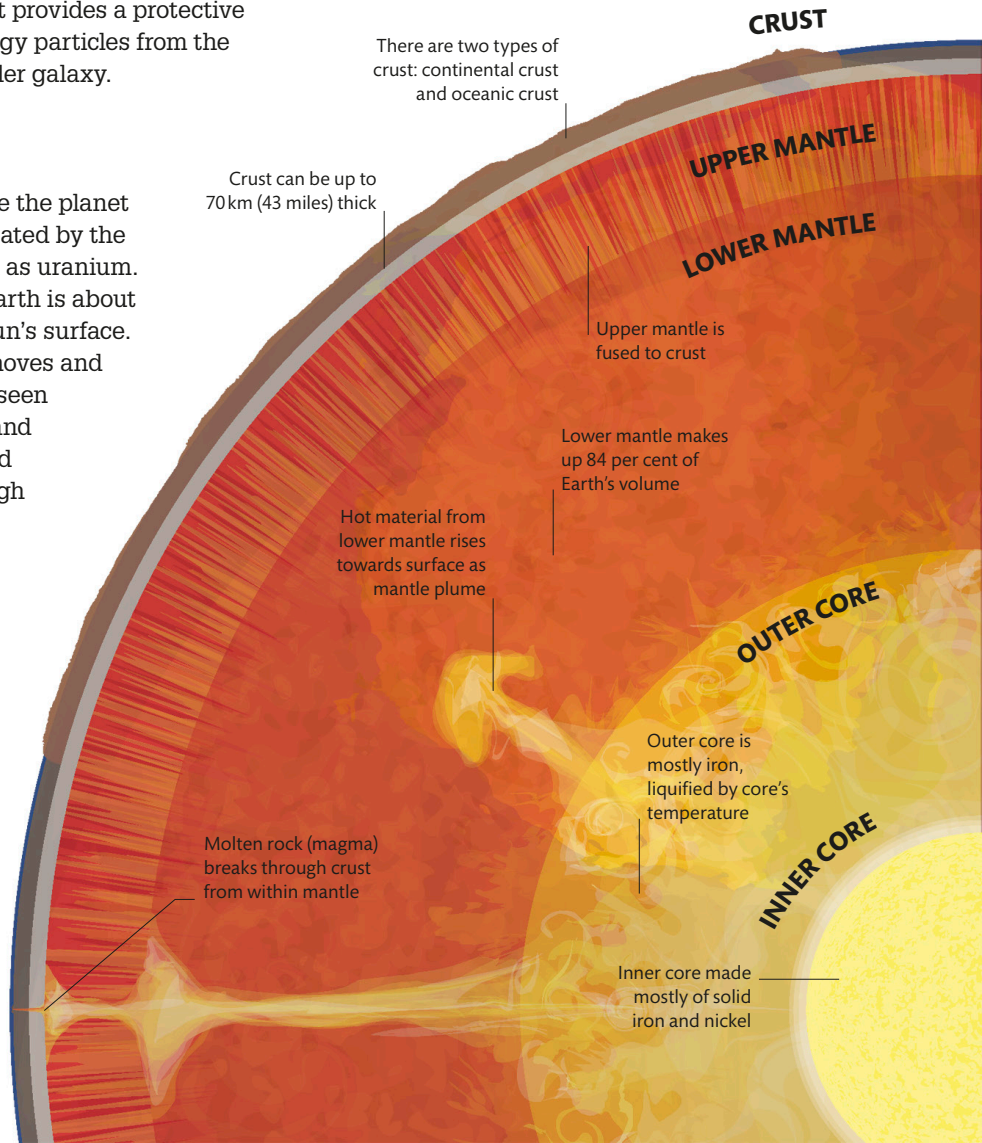 t provides a protective
gy particles from the
der galaxy.
e the planet
ated by the
as uranium.
arth is about
un's surface.
noves and
seen
and
d
gh
CRUST
There are two types of
crust: continental crust
and oceanic crust
UPPER MANTLE
Crust can be up to
70 km (43 miles) thick
LOWER MANTLE
Upper mantle is
fused to crust
Lower mantle makes
up 84 per cent of
Earth's volume
Hot material from
lower mantle rises
towards surface as
mantle plume
OUTER CORE
Outer core is
mostly iron,
liquified by core's
temperature
Molten rock (magma)
breaks through crust
from within mantle
INNER CORE
Inner core made
mostly of solid
iron and nickel